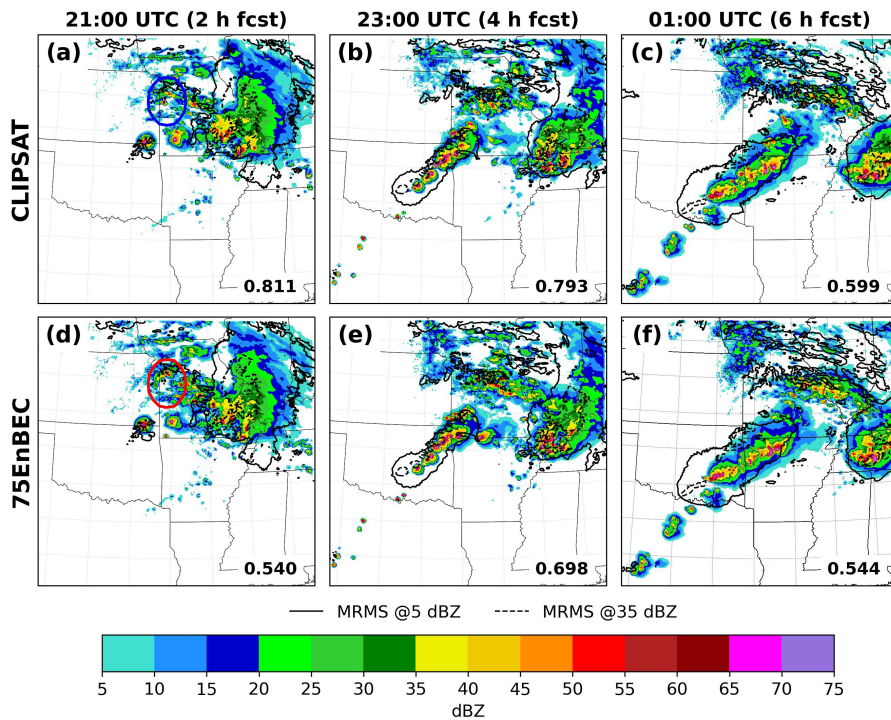 21:00 UTC (2 h fcst) 23:00 UTC (4 h fcst) 01:00 UTC (6 h fcst)
CLIPSAT
(a) (b) (c)
0.811 0.793 0.599
75EnBEC
(d) (e) (f)
0.540 0.698 0.544
MRMS @5 dBZ MRMS @35 dBZ
5 10 15 20 25 30 35 40 45 50 55 60 65 70 75
dBZ